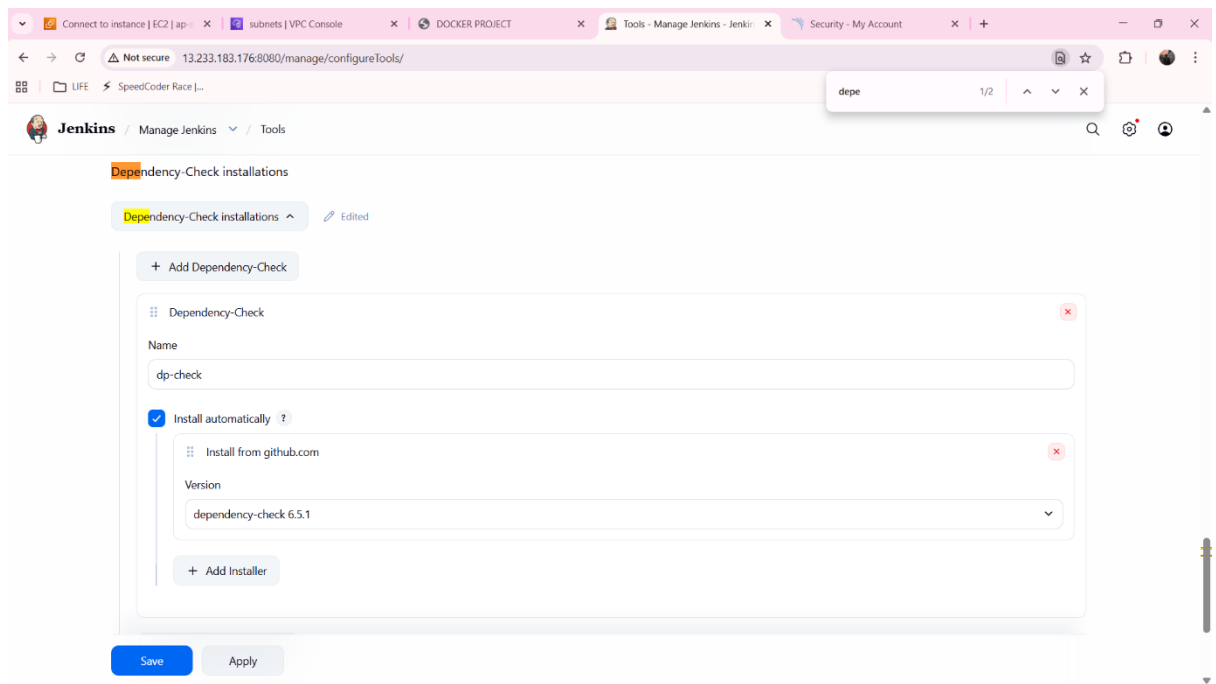 Connect to instance | EC2 | ap-s
subnets | VPC Console
DOCKER PROJECT
Tools - Manage Jenkins - Jenkin
Security - My Account
Not secure 13.233.183.176:8080/manage/configureTools/
LIFE
SpeedCoder Race |...
depe 1/2
Jenkins / Manage Jenkins / Tools
Dependency-Check installations
Dependency-Check installations
Edited
+ Add Dependency-Check
Dependency-Check
Name
dp-check
Install automatically ?
Install from github.com
Version
dependency-check 6.5.1
+ Add Installer
Save
Apply